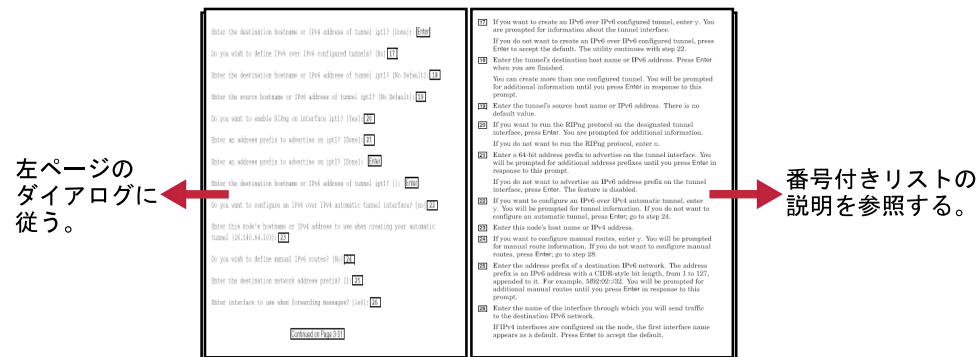 左ページの
ダイアログに
従う。
Enter the destination hostname or IPv4 address of tunnel ipt1? [Done]: Enter
Do you wish to define IPv6 over IPv6 configured tunnels? [No] 17
Enter the destination hostname or IPv6 address of tunnel ipt1? [No Default]: 18
Enter the source hostname or IPv6 address of tunnel ipt1? [No Default]: 19
Do you want to enable RIPng on interface ipt1? [Yes]: 20
Enter an address prefix to advertise on ipt1? [Done]: 21
Enter an address prefix to advertise on ipt1? [Done]: Enter
Enter the destination hostname or IPv6 address of tunnel ipt1? []: Enter
Do you want to configure an IPv6 over IPv4 automatic tunnel interface? [no] 22
Enter this node's hostname or IPv4 address to use when creating your automatic
tunnel [16.140.64.103]: 23
Do you wish to define manual IPv6 routes? [No] 24
Enter the destination network address prefix? []: 25
Enter interface to use when forwarding messages? [le0]: 26
Continued on Page 3-51
17 If you want to create an IPv6 over IPv6 configured tunnel, enter y. You
are prompted for information about the tunnel interface.
If you do not want to create an IPv6 over IPv6 configured tunnel, press
Enter to accept the default. The utility continues with step 22.
18 Enter the tunnel's destination host name or IPv6 address. Press Enter
when you are finished.
You can create more than one configured tunnel. You will be prompted
for additional information until you press Enter in response to this
prompt.
19 Enter the tunnel's source host name or IPv6 address. There is no
default value.
20 If you want to run the RIPng protocol on the designated tunnel
interface, press Enter. You are prompted for additional information.
If you do not want to run the RIPng protocol, enter n.
21 Enter a 64-bit address prefix to advertise on the tunnel interface. You
will be prompted for additional address prefixes until you press Enter in
response to this prompt.
If you do not want to advertise an IPv6 address prefix on the tunnel
interface, press Enter. The feature is disabled.
22 If you want to configure an IPv6 over IPv4 automatic tunnel, enter
y. You will be prompted for tunnel information. If you do not want to
configure an automatic tunnel, press Enter; go to step 24.
23 Enter this node's host name or IPv4 address.
24 If you want to configure manual routes, enter y. You will be prompted
for manual route information. If you do not want to configure manual
routes, press Enter; go to step 28.
25 Enter the address prefix of a destination IPv6 network. The address
prefix is an IPv6 address with a CIDR-style bit length, from 1 to 127,
appended to it. For example, 5f02:02::/32. You will be prompted for
additional manual routes until you press Enter in response to this
prompt.
26 Enter the name of the interface through which you will send traffic
to the destination IPv6 network.
If IPv4 interfaces are configured on the node, the first interface name
appears as a default. Press Enter to accept the default.
番号付きリストの
説明を参照する。